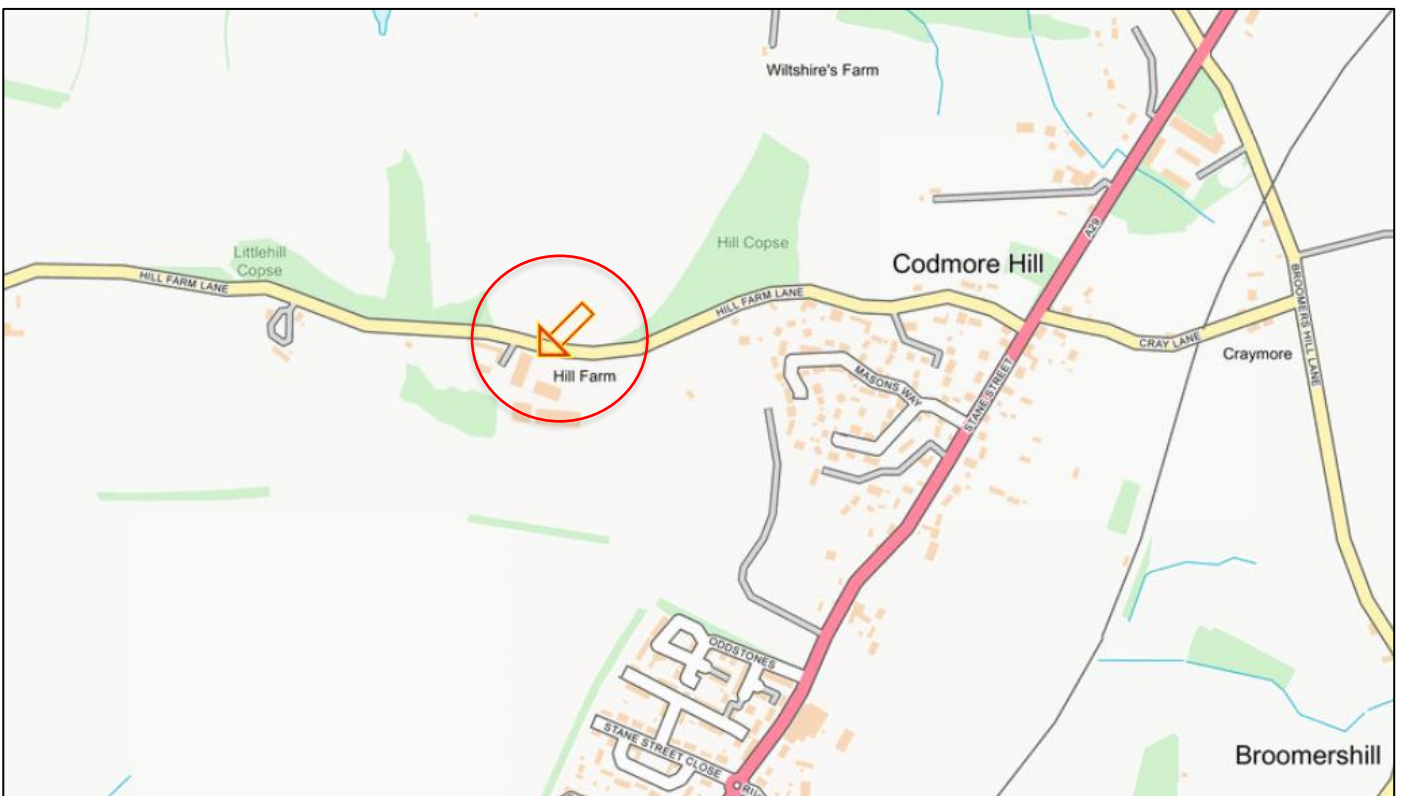 Wiltshire's Farm
Hill Copse
Littlehill
Copse
Codmore Hill
A29
HILL FARM LANE
HILL FARM LANE
BROOMERS HILL LANE
CRAY LANE
Craymore
Hill Farm
MASONS WAY
STANE STREET
ODDSTONES
STANE STREET CLOSE
Broomershill